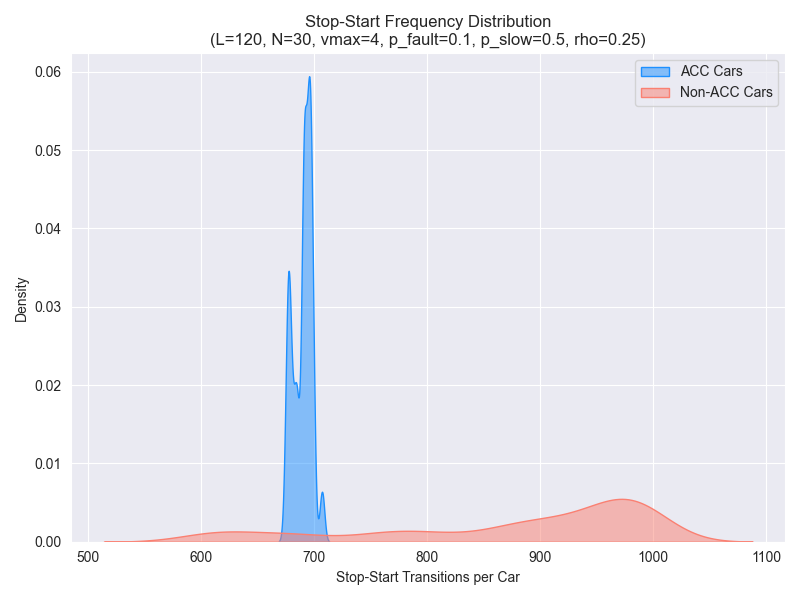 Stop-Start Frequency Distribution
(L=120, N=30, vmax=4, p_fault=0.1, p_slow=0.5, rho=0.25)
ACC Cars
Non-ACC Cars
Density
0.06
0.05
0.04
0.03
0.02
0.01
0.00
500 600 700 800 900 1000 1100
Stop-Start Transitions per Car